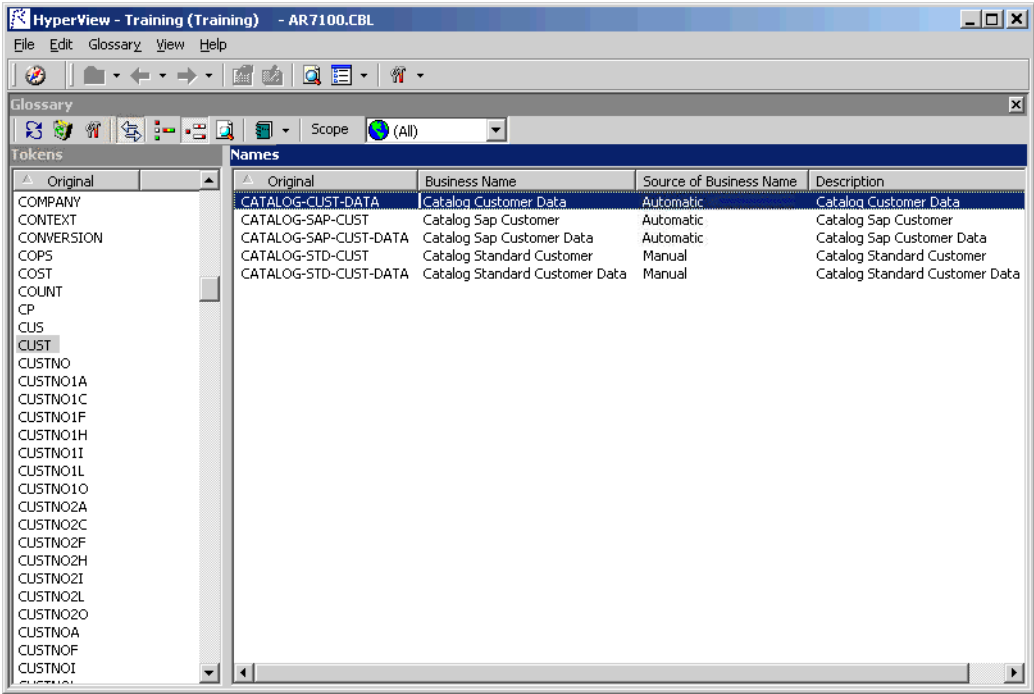 HyperView - Training (Training) - AR7100.CBL
File Edit Glossary View Help
Glossary
Scope (All)
Tokens
Names
Original
COMPANY
CONTEXT
CONVERSION
COPS
COST
COUNT
CP
CUS
CUST
CUSTNO
CUSTNO1A
CUSTNO1C
CUSTNO1F
CUSTNO1H
CUSTNO1I
CUSTNO1L
CUSTNO1O
CUSTNO2A
CUSTNO2C
CUSTNO2F
CUSTNO2H
CUSTNO2I
CUSTNO2L
CUSTNO2O
CUSTNOA
CUSTNOF
CUSTNOI
Original Business Name Source of Business Name Description
CATALOG-CUST-DATA Catalog Customer Data Automatic Catalog Customer Data
CATALOG-SAP-CUST Catalog Sap Customer Automatic Catalog Sap Customer
CATALOG-SAP-CUST-DATA Catalog Sap Customer Data Automatic Catalog Sap Customer Data
CATALOG-STD-CUST Catalog Standard Customer Manual Catalog Standard Customer
CATALOG-STD-CUST-DATA Catalog Standard Customer Data Manual Catalog Standard Customer Data